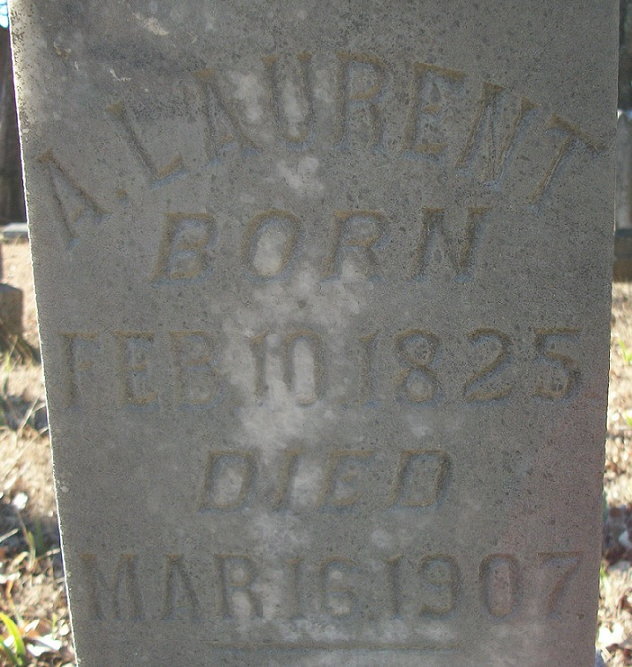 A. LAURENT
BORN
FEB 10. 1825
DIED
MAR 16. 1907